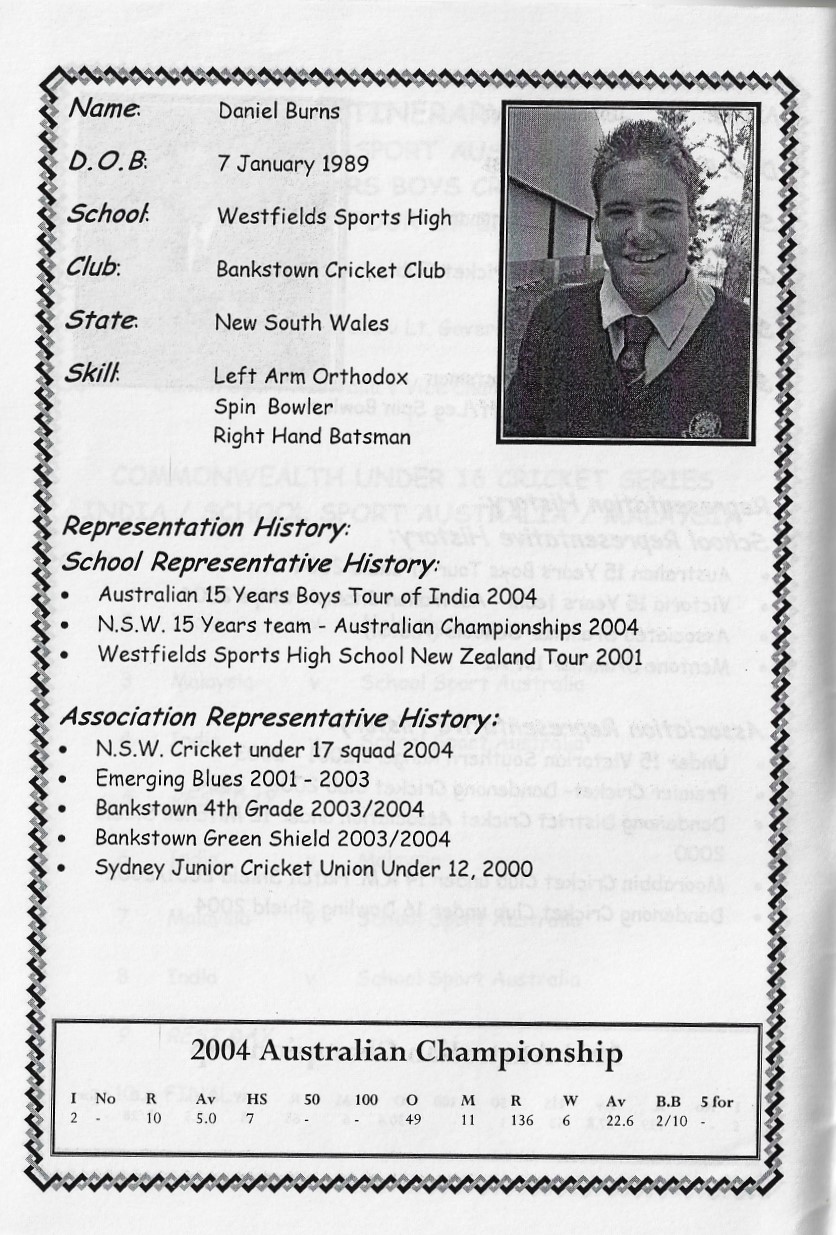 Name: Daniel Burns
D.O.B: 7 January 1989
School: Westfields Sports High
Club: Bankstown Cricket Club
State: New South Wales
Skill: Left Arm Orthodox
Spin Bowler
Right Hand Batsman
Representation History:
School Representative History:
• Australian 15 Years Boys Tour of India 2004
• N.S.W. 15 Years team - Australian Championships 2004
• Westfields Sports High School New Zealand Tour 2001
Association Representative History:
• N.S.W. Cricket under 17 squad 2004
• Emerging Blues 2001 - 2003
• Bankstown 4th Grade 2003/2004
• Bankstown Green Shield 2003/2004
• Sydney Junior Cricket Union Under 12, 2000
2004 Australian Championship
I No R Av HS 50 100 O M R W Av B.B 5 for
2 - 10 5.0 7 - - 49 11 136 6 22.6 2/10 -